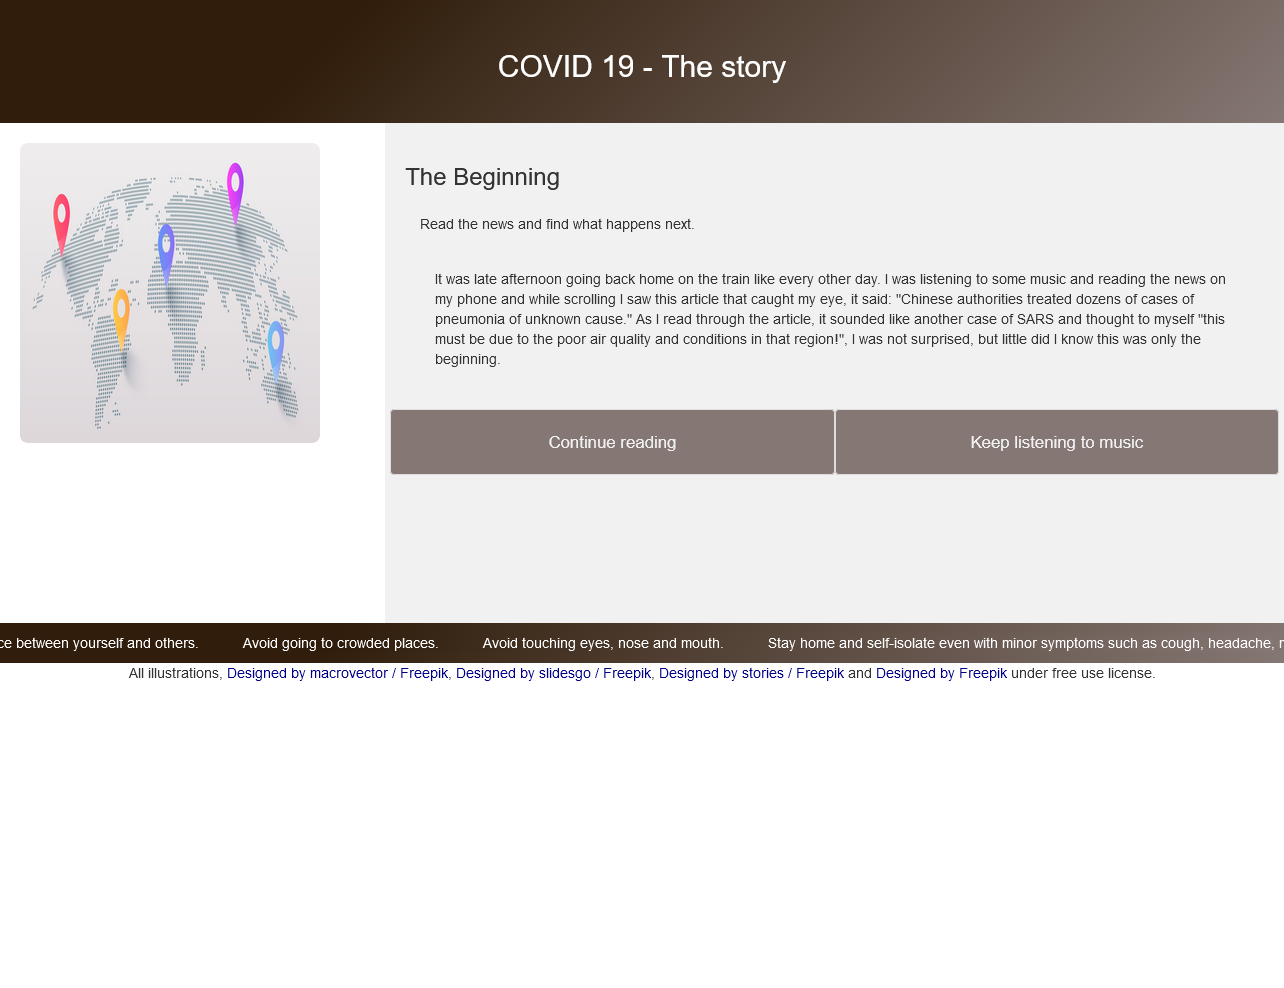 COVID 19 - The story
The Beginning
Read the news and find what happens next.
It was late afternoon going back home on the train like every other day. I was listening to some music and reading the news on
my phone and while scrolling I saw this article that caught my eye, it said: "Chinese authorities treated dozens of cases of
pneumonia of unknown cause." As I read through the article, it sounded like another case of SARS and thought to myself "this
must be due to the poor air quality and conditions in that region!", I was not surprised, but little did I know this was only the
beginning.
Continue reading
Keep listening to music
between yourself and others. Avoid going to crowded places. Avoid touching eyes, nose and mouth. Stay home and self-isolate even with minor symptoms such as cough, headache,
All illustrations, Designed by macrovector / Freepik, Designed by slidesgo / Freepik, Designed by stories / Freepik and Designed by Freepik under free use license.